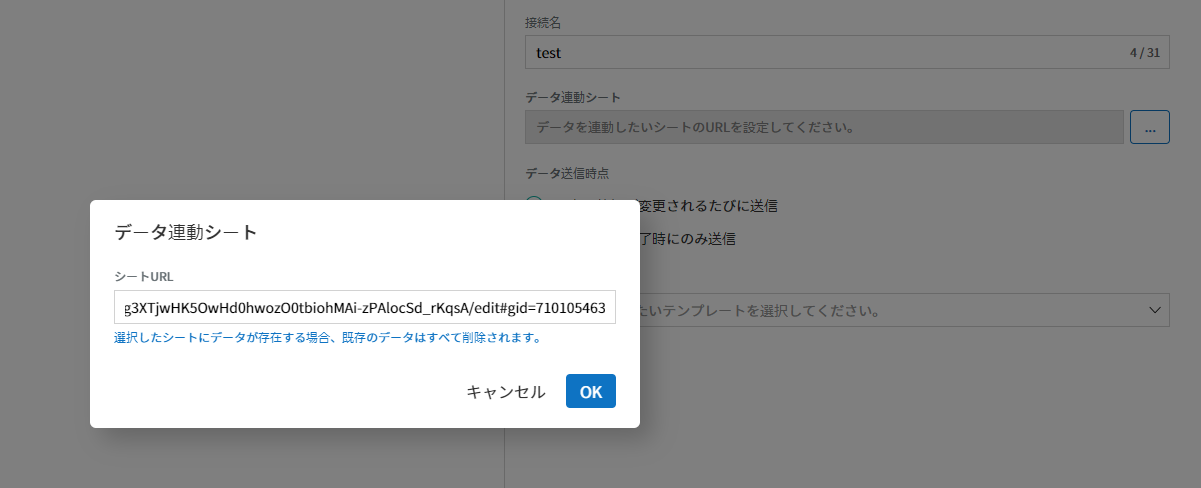 接続名
test
4 / 31
データ連動シート
データを連動したいシートのURLを設定してください。
...
データ送信時点
変更されるたびに送信
了時にのみ送信
たいテンプレートを選択してください。
データ連動シート
シートURL
g3XTjwHK5OwHd0hwozO0tbiohMAi-zPAlocSd_rKqsA/edit#gid=710105463
選択したシートにデータが存在する場合、既存のデータはすべて削除されます。
キャンセル
OK